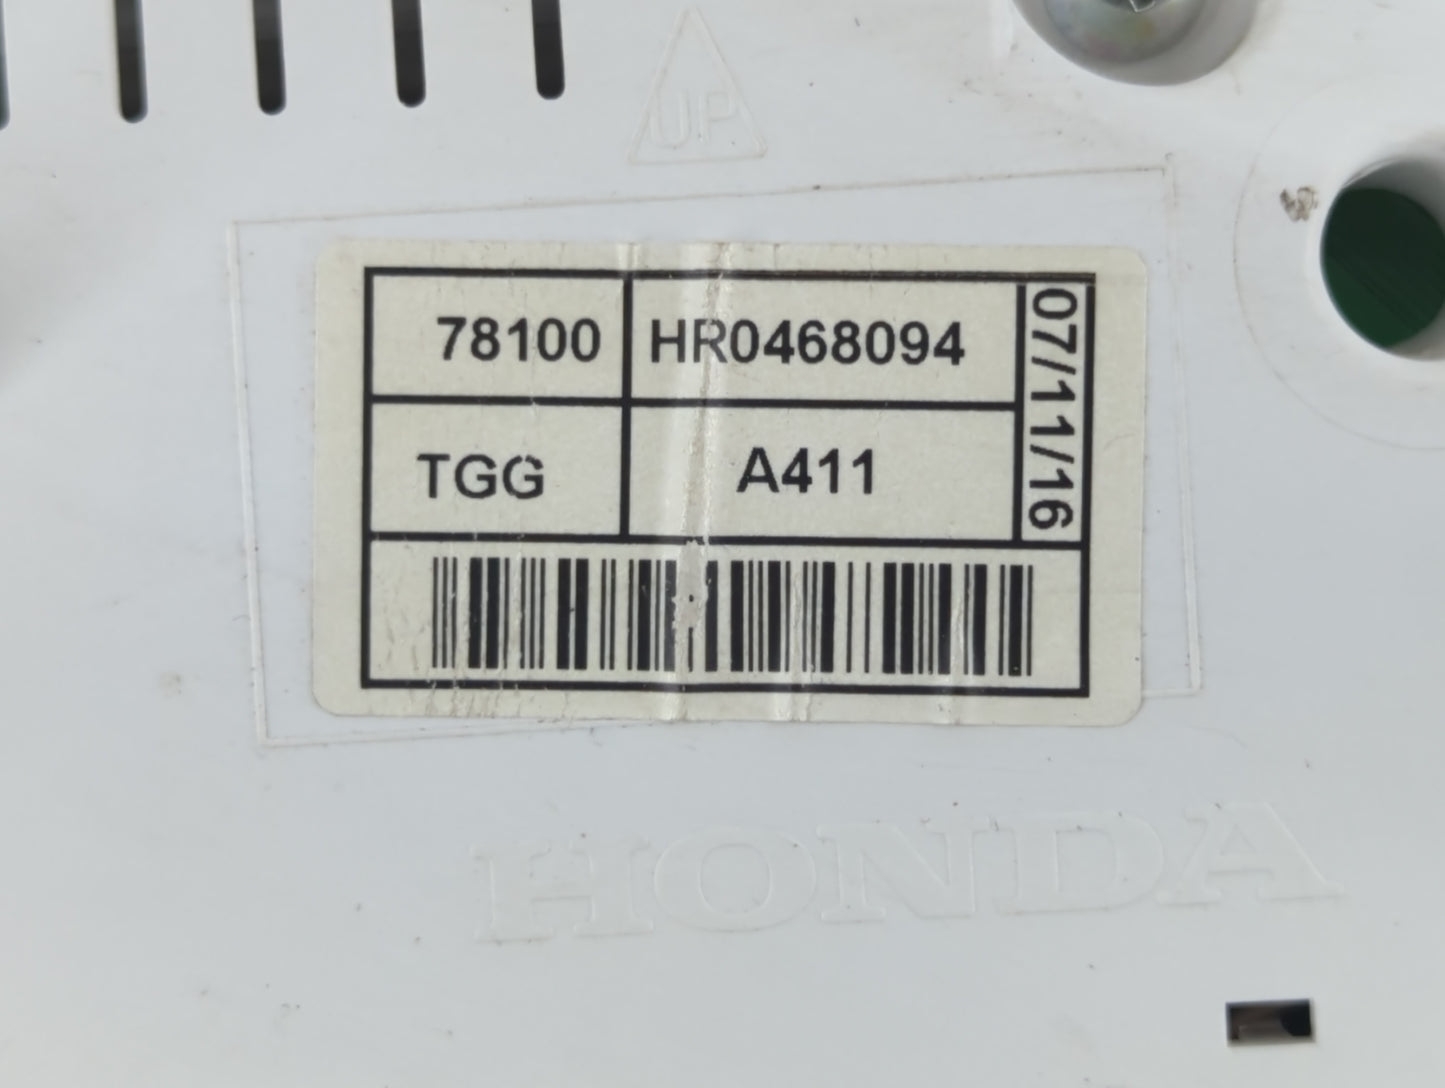 UP
78100 HR0468094
TGG A411
07/11/16
HONDA